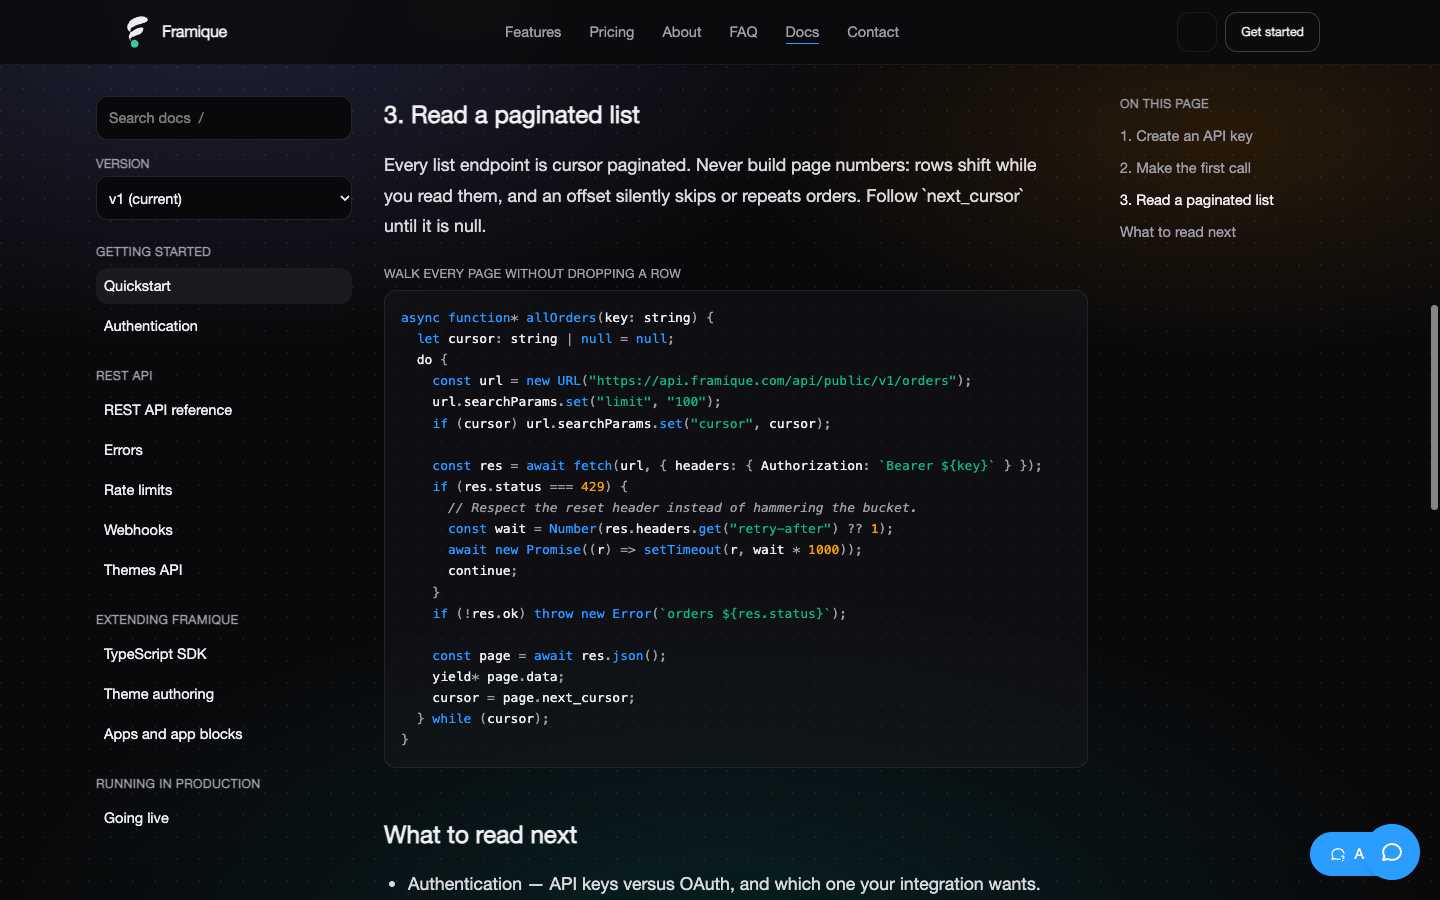 Framique
Features
Pricing
About
FAQ
Docs
Contact
Get started
Search docs /
VERSION
v1 (current)
GETTING STARTED
Quickstart
Authentication
REST API
REST API reference
Errors
Rate limits
Webhooks
Themes API
EXTENDING FRAMIQUE
TypeScript SDK
Theme authoring
Apps and app blocks
RUNNING IN PRODUCTION
Going live
3. Read a paginated list
Every list endpoint is cursor paginated. Never build page numbers: rows shift while
you read them, and an offset silently skips or repeats orders. Follow `next_cursor`
until it is null.
WALK EVERY PAGE WITHOUT DROPPING A ROW
async function* allOrders(key: string) {
  let cursor: string | null = null;
  do {
    const url = new URL("https://api.framique.com/api/public/v1/orders");
    url.searchParams.set("limit", "100");
    if (cursor) url.searchParams.set("cursor", cursor);

    const res = await fetch(url, { headers: { Authorization: `Bearer ${key}` } });
    if (res.status === 429) {
      // Respect the reset header instead of hammering the bucket.
      const wait = Number(res.headers.get("retry-after") ?? 1);
      await new Promise((r) => setTimeout(r, wait * 1000));
      continue;
    }
    if (!res.ok) throw new Error(`orders ${res.status}`);

    const page = await res.json();
    yield* page.data;
    cursor = page.next_cursor;
  } while (cursor);
}
What to read next
• Authentication — API keys versus OAuth, and which one your integration wants.
ON THIS PAGE
1. Create an API key
2. Make the first call
3. Read a paginated list
What to read next
A